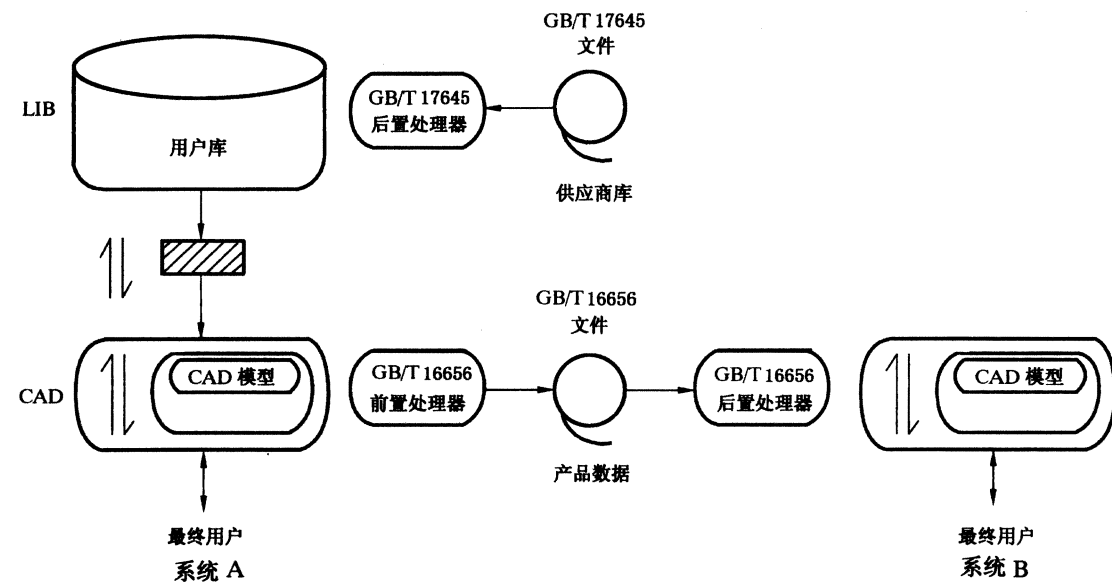 GB/T 17645
文件
LIB
用户库
GB/T 17645
后置处理器
供应商库
GB/T 16656
文件
CAD
CAD 模型
GB/T 16656
前置处理器
GB/T 16656
后置处理器
CAD 模型
产品数据
最终用户
系统 A
最终用户
系统 B